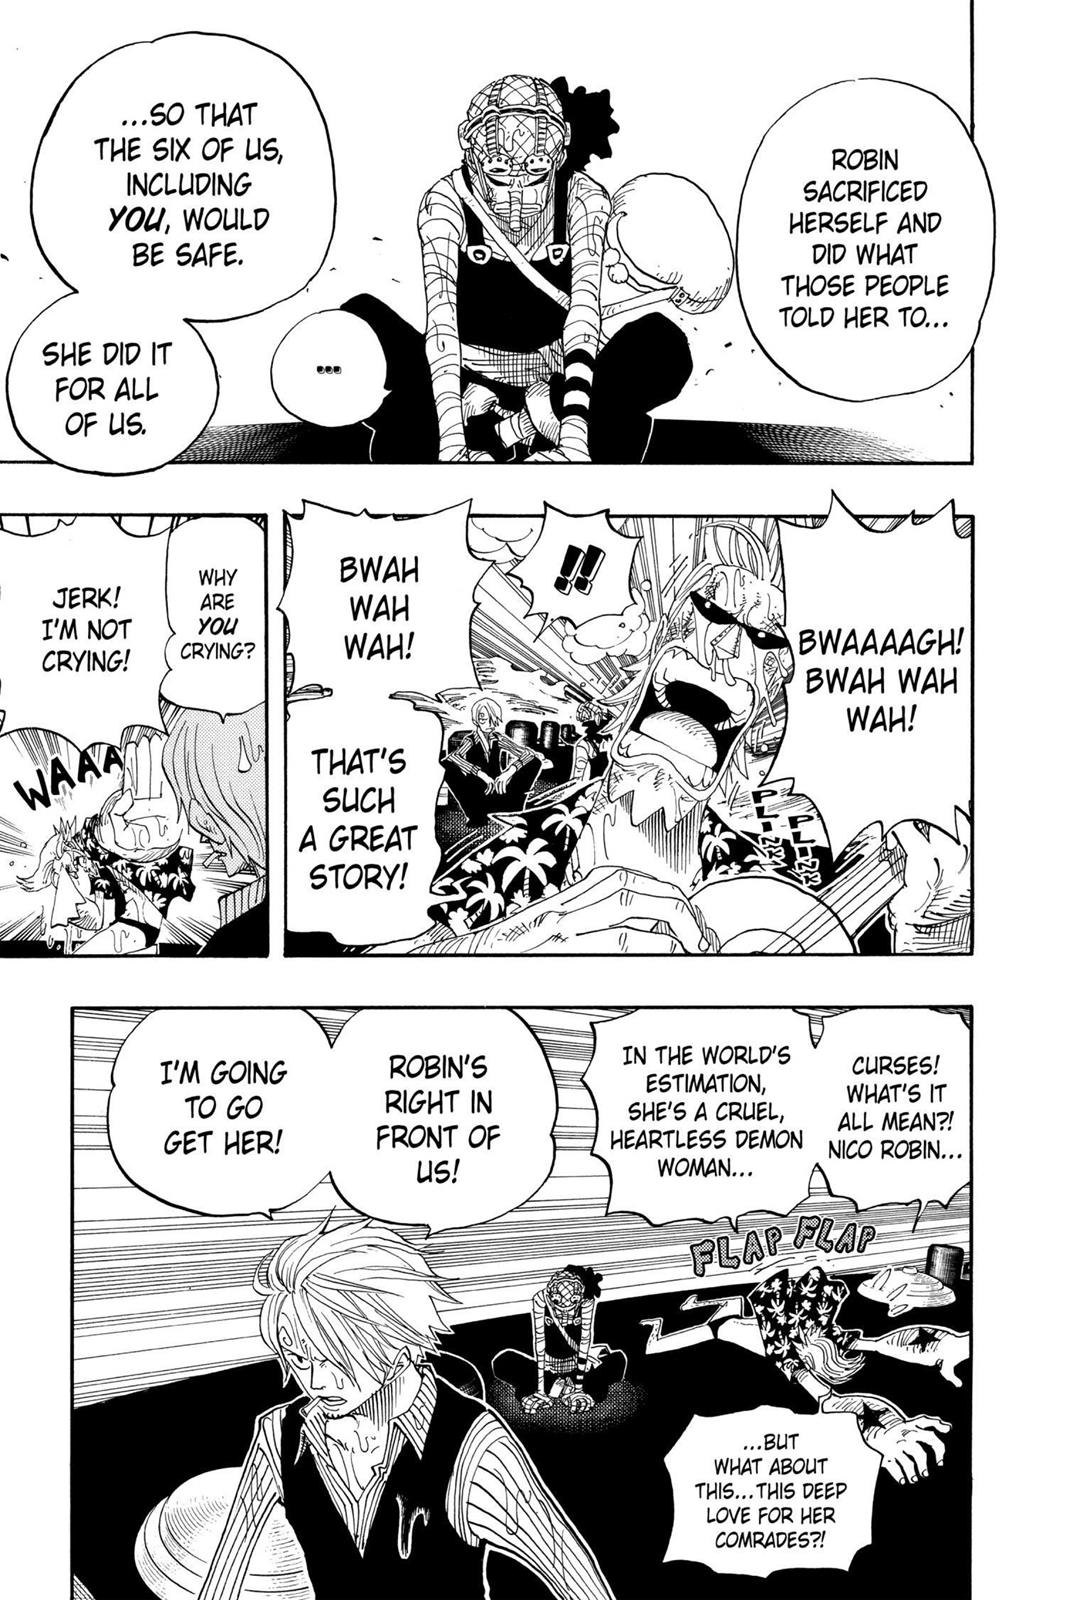 ROBIN
SACRIFICED
HERSELF AND
DID WHAT
THOSE PEOPLE
TOLD HER TO...
...SO THAT
THE SIX OF US,
INCLUDING
YOU, WOULD
BE SAFE.
SHE DID IT
FOR ALL
OF US.
...
BWAAAAGH!
BWAH WAH
WAH!
!!
PLINK
PLINK
BWAH
WAH
WAH!
THAT'S
SUCH
A GREAT
STORY!
WHY
ARE
YOU
CRYING?
JERK!
I'M NOT
CRYING!
WAAA
CURSES!
WHAT'S IT
ALL MEAN?!
NICO ROBIN...
IN THE WORLD'S
ESTIMATION,
SHE'S A CRUEL,
HEARTLESS DEMON
WOMAN...
FLAP FLAP
...BUT
WHAT ABOUT
THIS...THIS DEEP
LOVE FOR HER
COMRADES?!
ROBIN'S
RIGHT IN
FRONT OF
US!
I'M GOING
TO GO
GET HER!